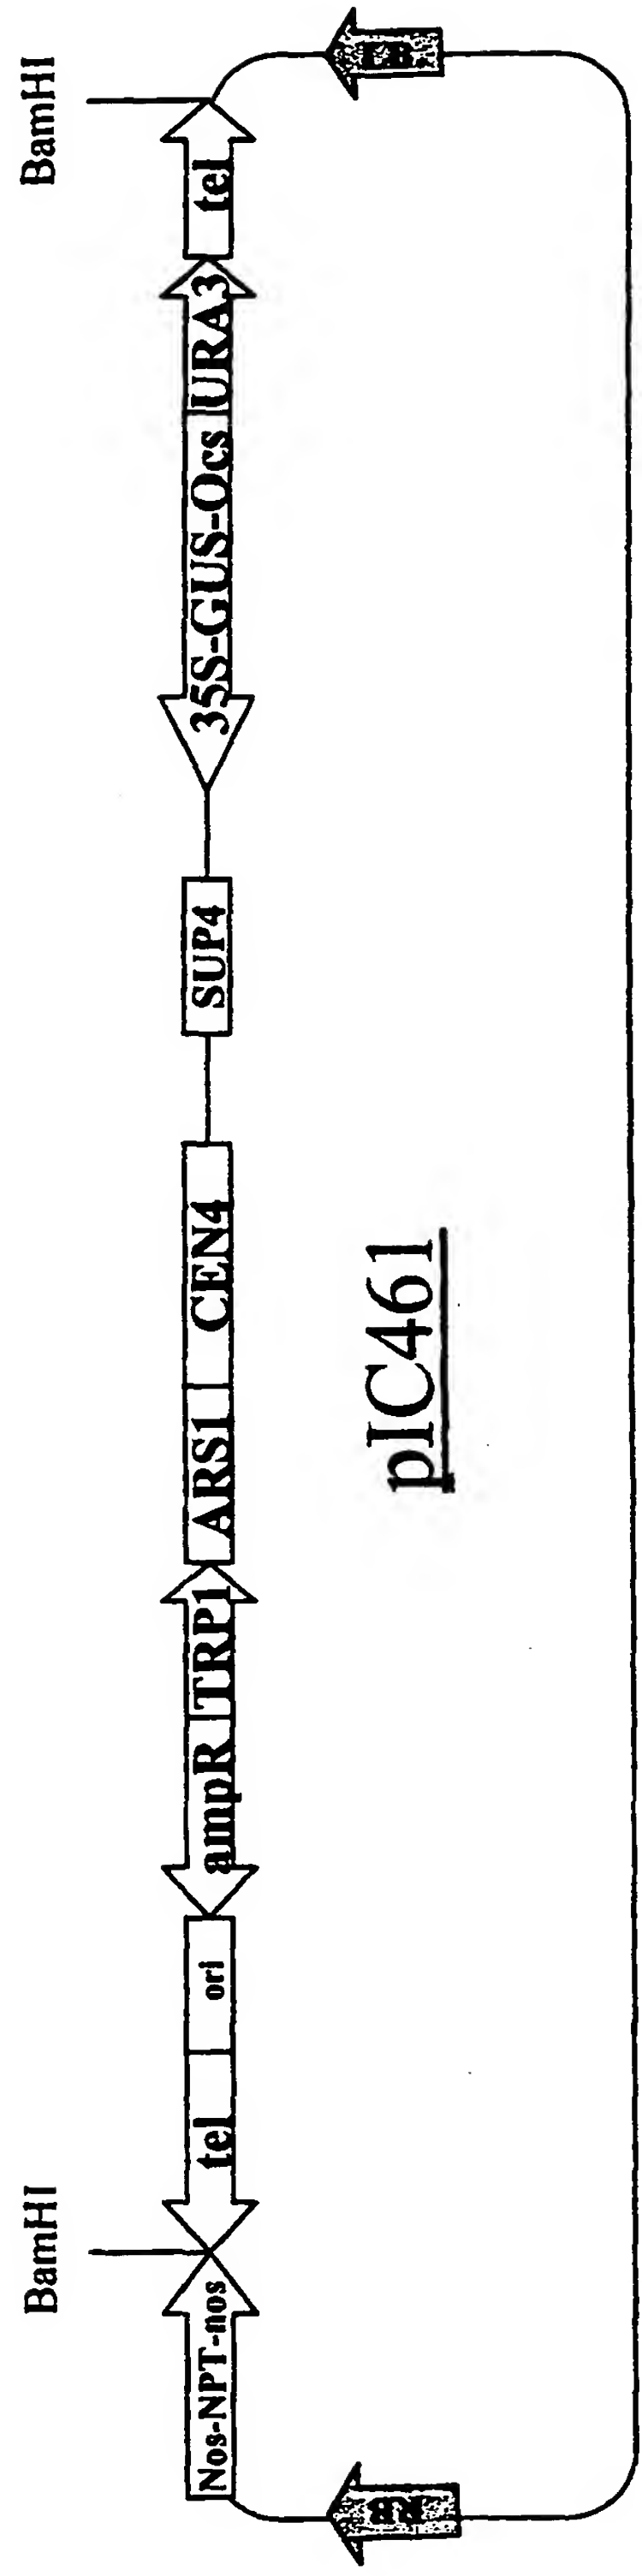 BamHI
BamHI
Nos-NPT-nos
tel
ori
ampR
TRP1
ARS1
CEN4
SUP4
35S-GUS-Ocs
URA3
tel
pIC461